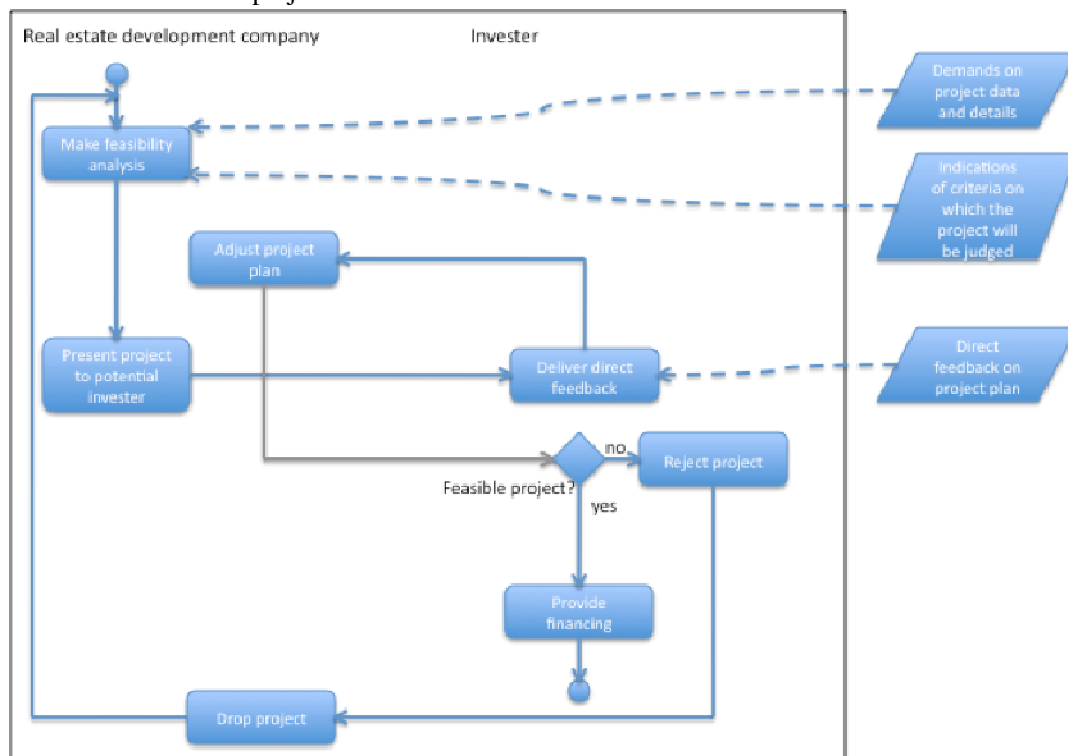 Real estate development company
Invester
Demands on
project data
and details
Make feasibility
analysis
Indications
of criteria on
which the
project will
be judged
Adjust project
plan
Present project
to potential
invester
Deliver direct
feedback
Direct
feedback on
project plan
no
Reject project
Feasible project?
yes
Provide
financing
Drop project